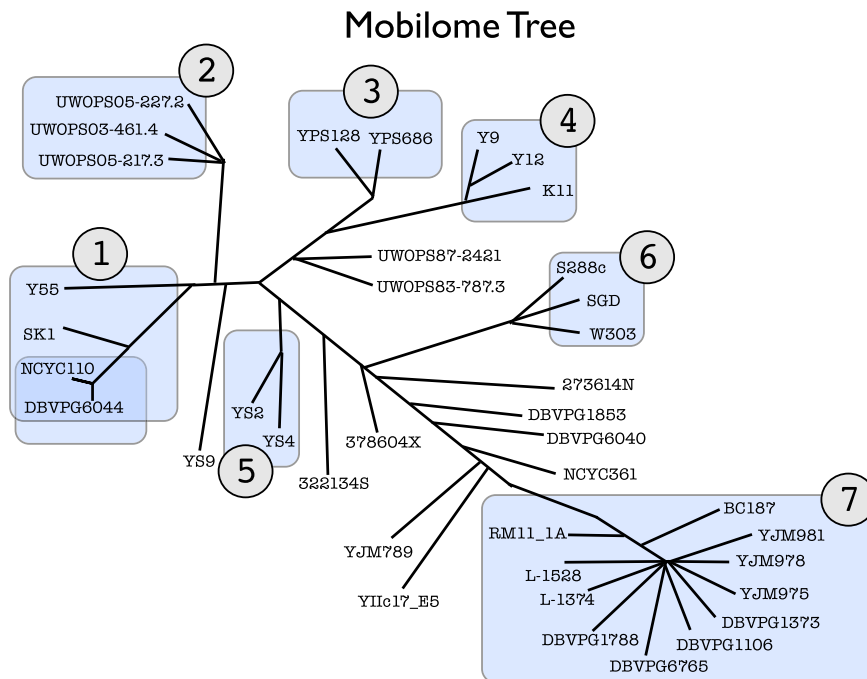 Mobilome Tree
2
UWOPS05-227.2
UWOPS03-461.4
UWOPS05-217.3
3
YPS128
YPS686
4
Y9
Y12
K11
1
Y55
SK1
NCYC110
DBVPG6044
UWOPS87-2421
UWOPS83-787.3
6
S288c
SGD
W303
YS9
YS2
YS4
5
322134S
378604X
273614N
DBVPG1853
DBVPG6040
NCYC361
YJM789
YIIc17_E5
7
BC187
RM11_1A
YJM981
YJM978
L-1528
L-1374
YJM975
DBVPG1373
DBVPG1788
DBVPG1106
DBVPG6765